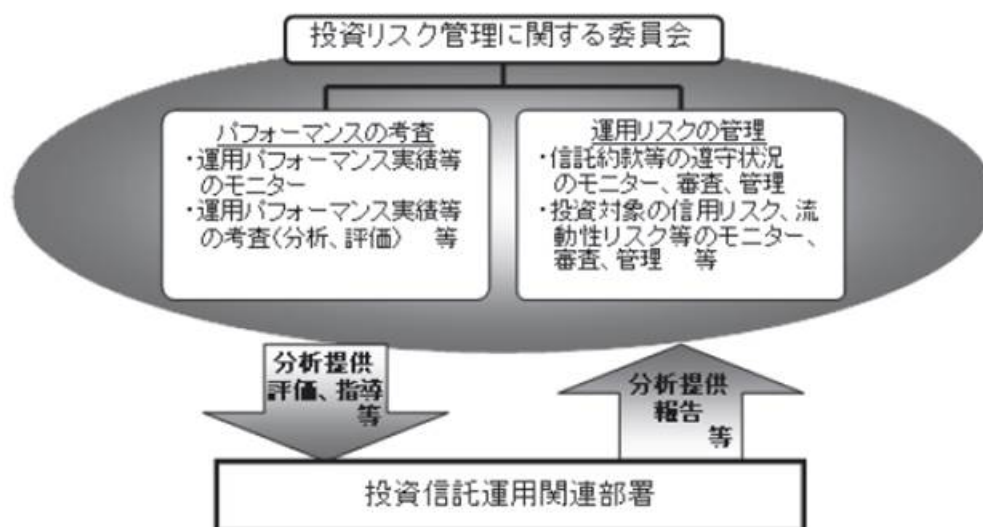 投資リスク管理に関する委員会
パフォーマンスの考査
・運用パフォーマンス実績等
のモニター
・運用パフォーマンス実績等
の考査(分析、評価) 等
運用リスクの管理
・信託約款等の遵守状況
のモニター、審査、管理
・投資対象の信用リスク、流
動性リスク等のモニター、
審査、管理 等
分析提供
評価、指導
等
分析提供
報告
等
投資信託運用関連部署